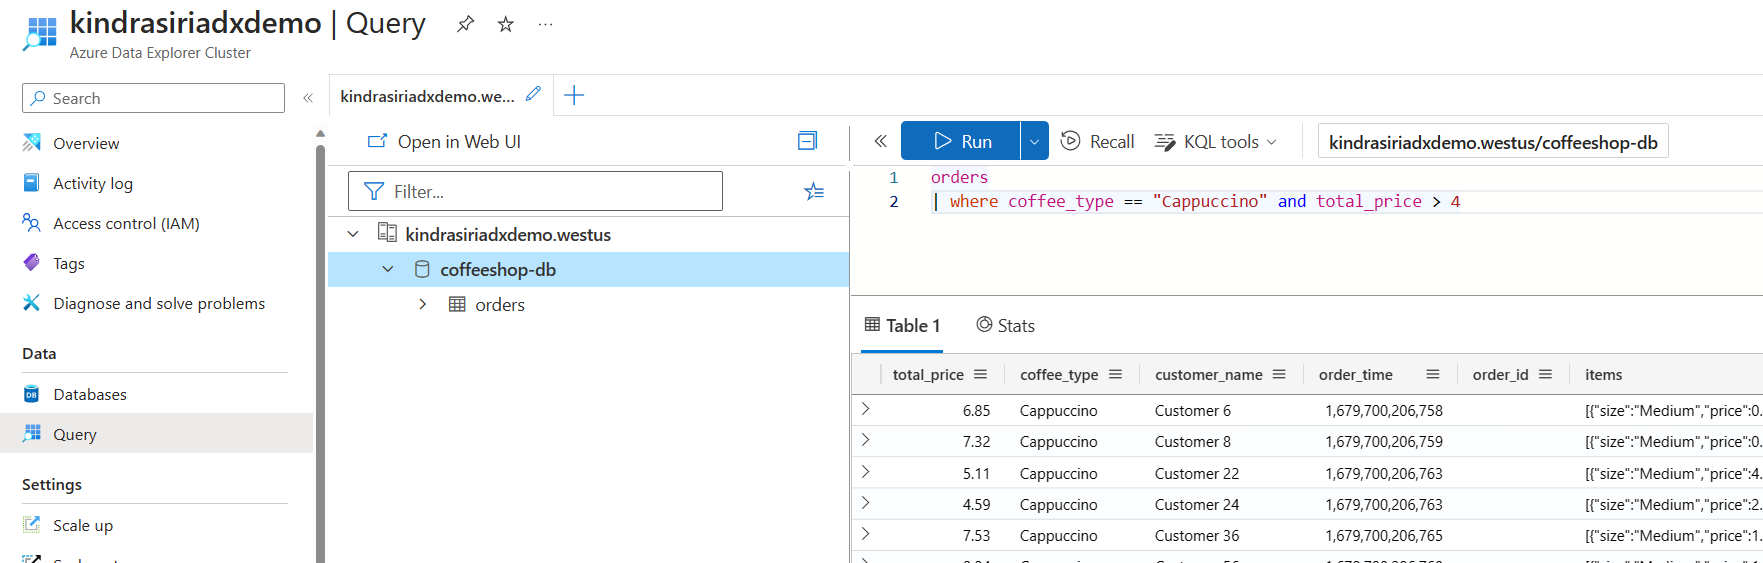 kindrasiriadxdemo | Query
Azure Data Explorer Cluster
Search
Overview
Activity log
Access control (IAM)
Tags
Diagnose and solve problems
Data
Databases
Query
Settings
Scale up
kindrasiriadxdemo.we...
Open in Web UI
Filter...
kindrasiriadxdemo.westus
coffeeshop-db
orders
Run
Recall
KQL tools
kindrasiriadxdemo.westus/coffeeshop-db
1 orders
2 | where coffee_type == "Cappuccino" and total_price > 4
Table 1
Stats
total_price coffee_type customer_name order_time order_id items
6.85 Cappuccino Customer 6 1,679,700,206,758 [{"size":"Medium","price":0.
7.32 Cappuccino Customer 8 1,679,700,206,759 [{"size":"Medium","price":0.
5.11 Cappuccino Customer 22 1,679,700,206,763 [{"size":"Medium","price":4.
4.59 Cappuccino Customer 24 1,679,700,206,763 [{"size":"Medium","price":2.
7.53 Cappuccino Customer 36 1,679,700,206,765 [{"size":"Medium","price":1.